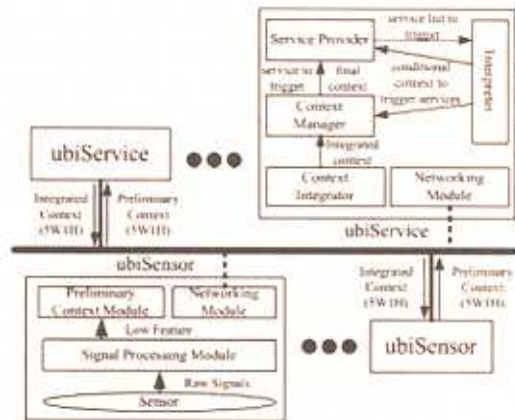 service list to
trigger
Service Provider
Interpreter
service to
trigger
final
context
conditional
context to
trigger services
Context
Manager
Integrated
context
Context
Integrator
Networking
Module
ubiService
ubiService
Integrated
Context
(5W1H)
Preliminary
Context
(5W1H)
ubiSensor
Preliminary
Context Module
Networking
Module
Low Feature
Signal Processing Module
Raw Signals
Sensor
Integrated
Context
(5W1H)
Preliminary
Context
(5W1H)
ubiSensor